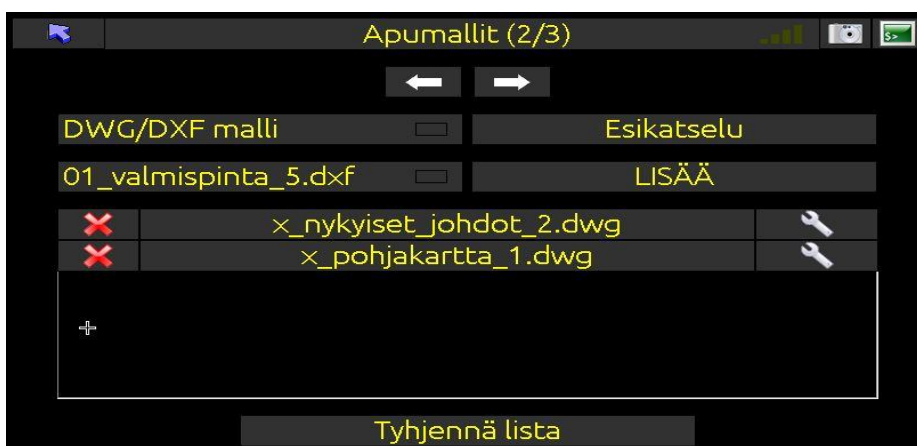 Apumallit (2/3)
DWG/DXF malli Esikatselu
01_valmispinta_5.dxf LISÄÄ
x_nykyiset_johdot_2.dwg
x_pohjakartta_1.dwg
Tyhjennä lista